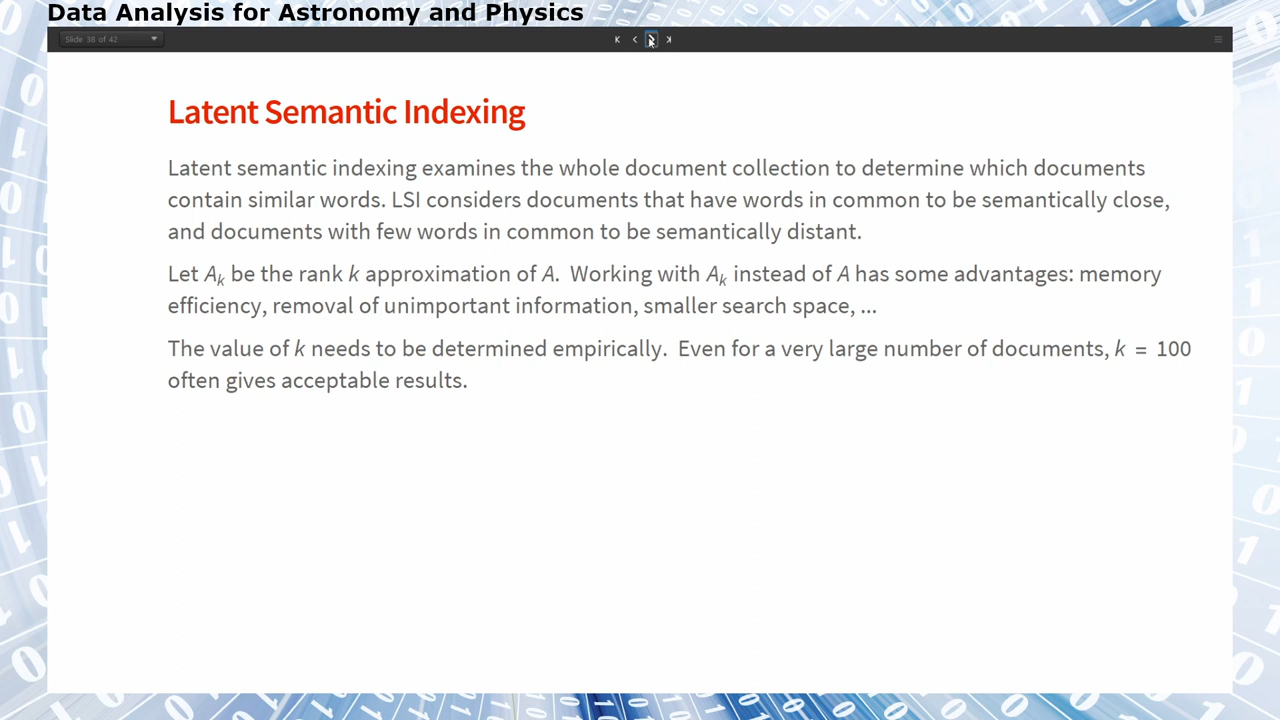 Data Analysis for Astronomy and Physics
Slide 38 of 42
Latent Semantic Indexing
Latent semantic indexing examines the whole document collection to determine which documents
contain similar words. LSI considers documents that have words in common to be semantically close,
and documents with few words in common to be semantically distant.
Let Aₖ be the rank k approximation of A. Working with Aₖ instead of A has some advantages: memory
efficiency, removal of unimportant information, smaller search space, ...
The value of k needs to be determined empirically. Even for a very large number of documents, k = 100
often gives acceptable results.